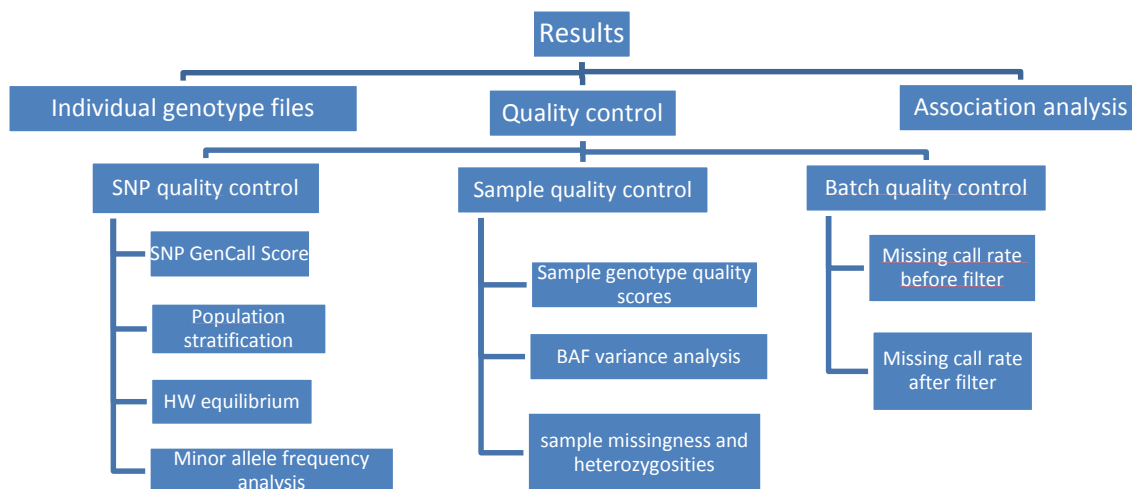 Results
Individual genotype files
Quality control
Association analysis
SNP quality control
Sample quality control
Batch quality control
SNP GenCall Score
Population
stratification
HW equilibrium
Minor allele frequency
analysis
Sample genotype quality
scores
BAF variance analysis
sample missingness and
heterozygosities
Missing call rate
before filter
Missing call rate
after filter